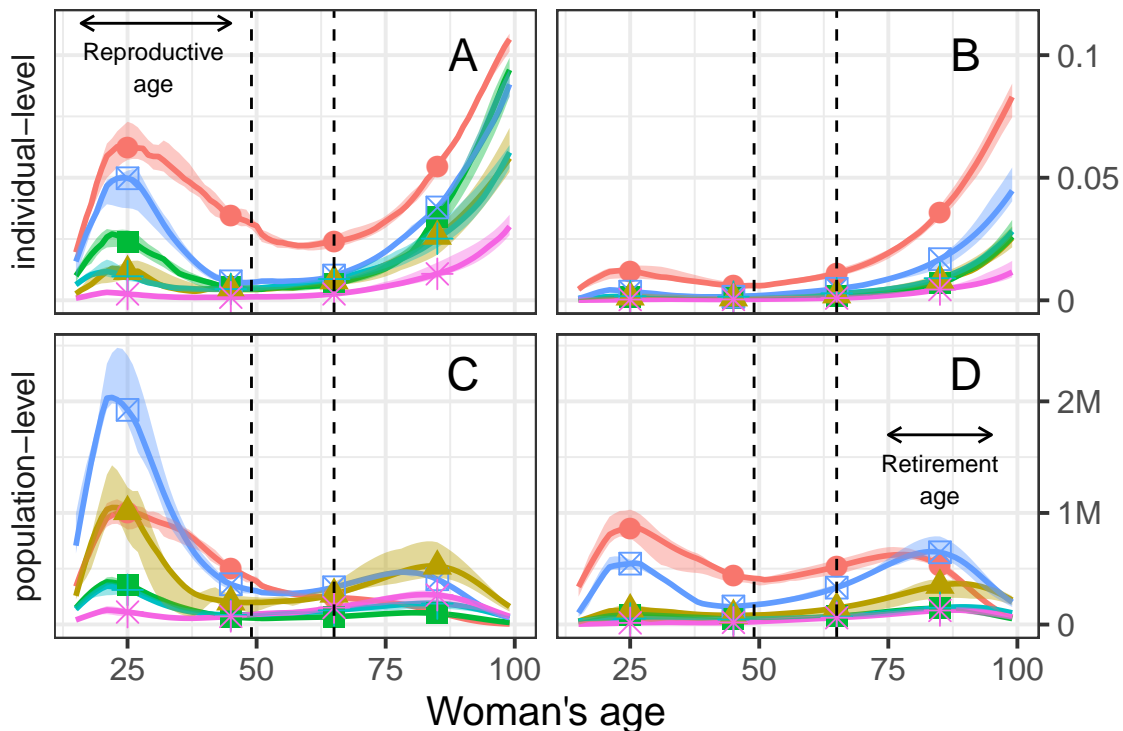 Reproductive
age
A
B
0.1
0.05
0
individual−level
C
D
2M
1M
0
Retirement
age
population−level
25
50
75
100
25
50
75
100
Woman's age